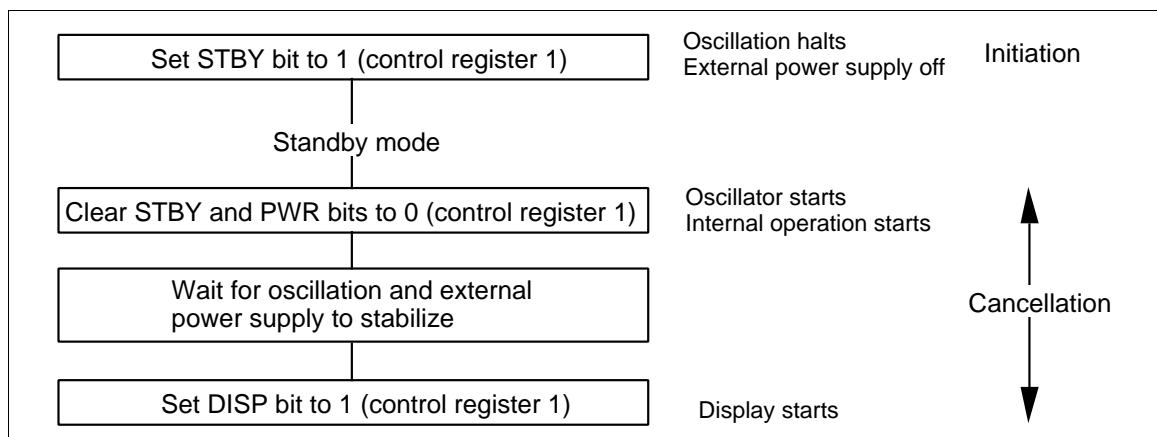 Set STBY bit to 1 (control register 1)
Oscillation halts
External power supply off
Initiation
Standby mode
Clear STBY and PWR bits to 0 (control register 1)
Oscillator starts
Internal operation starts
Wait for oscillation and external
power supply to stabilize
Cancellation
Set DISP bit to 1 (control register 1)
Display starts